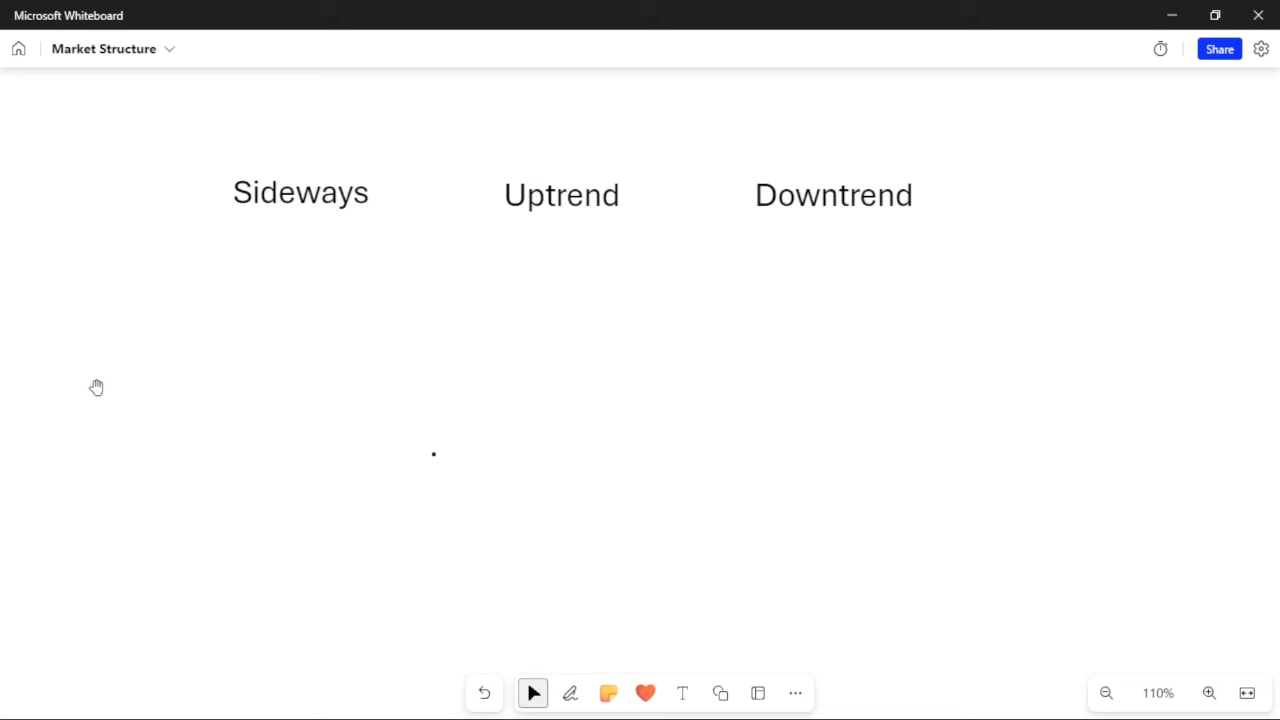 Microsoft Whiteboard
Market Structure
Share
Sideways
Uptrend
Downtrend
110%